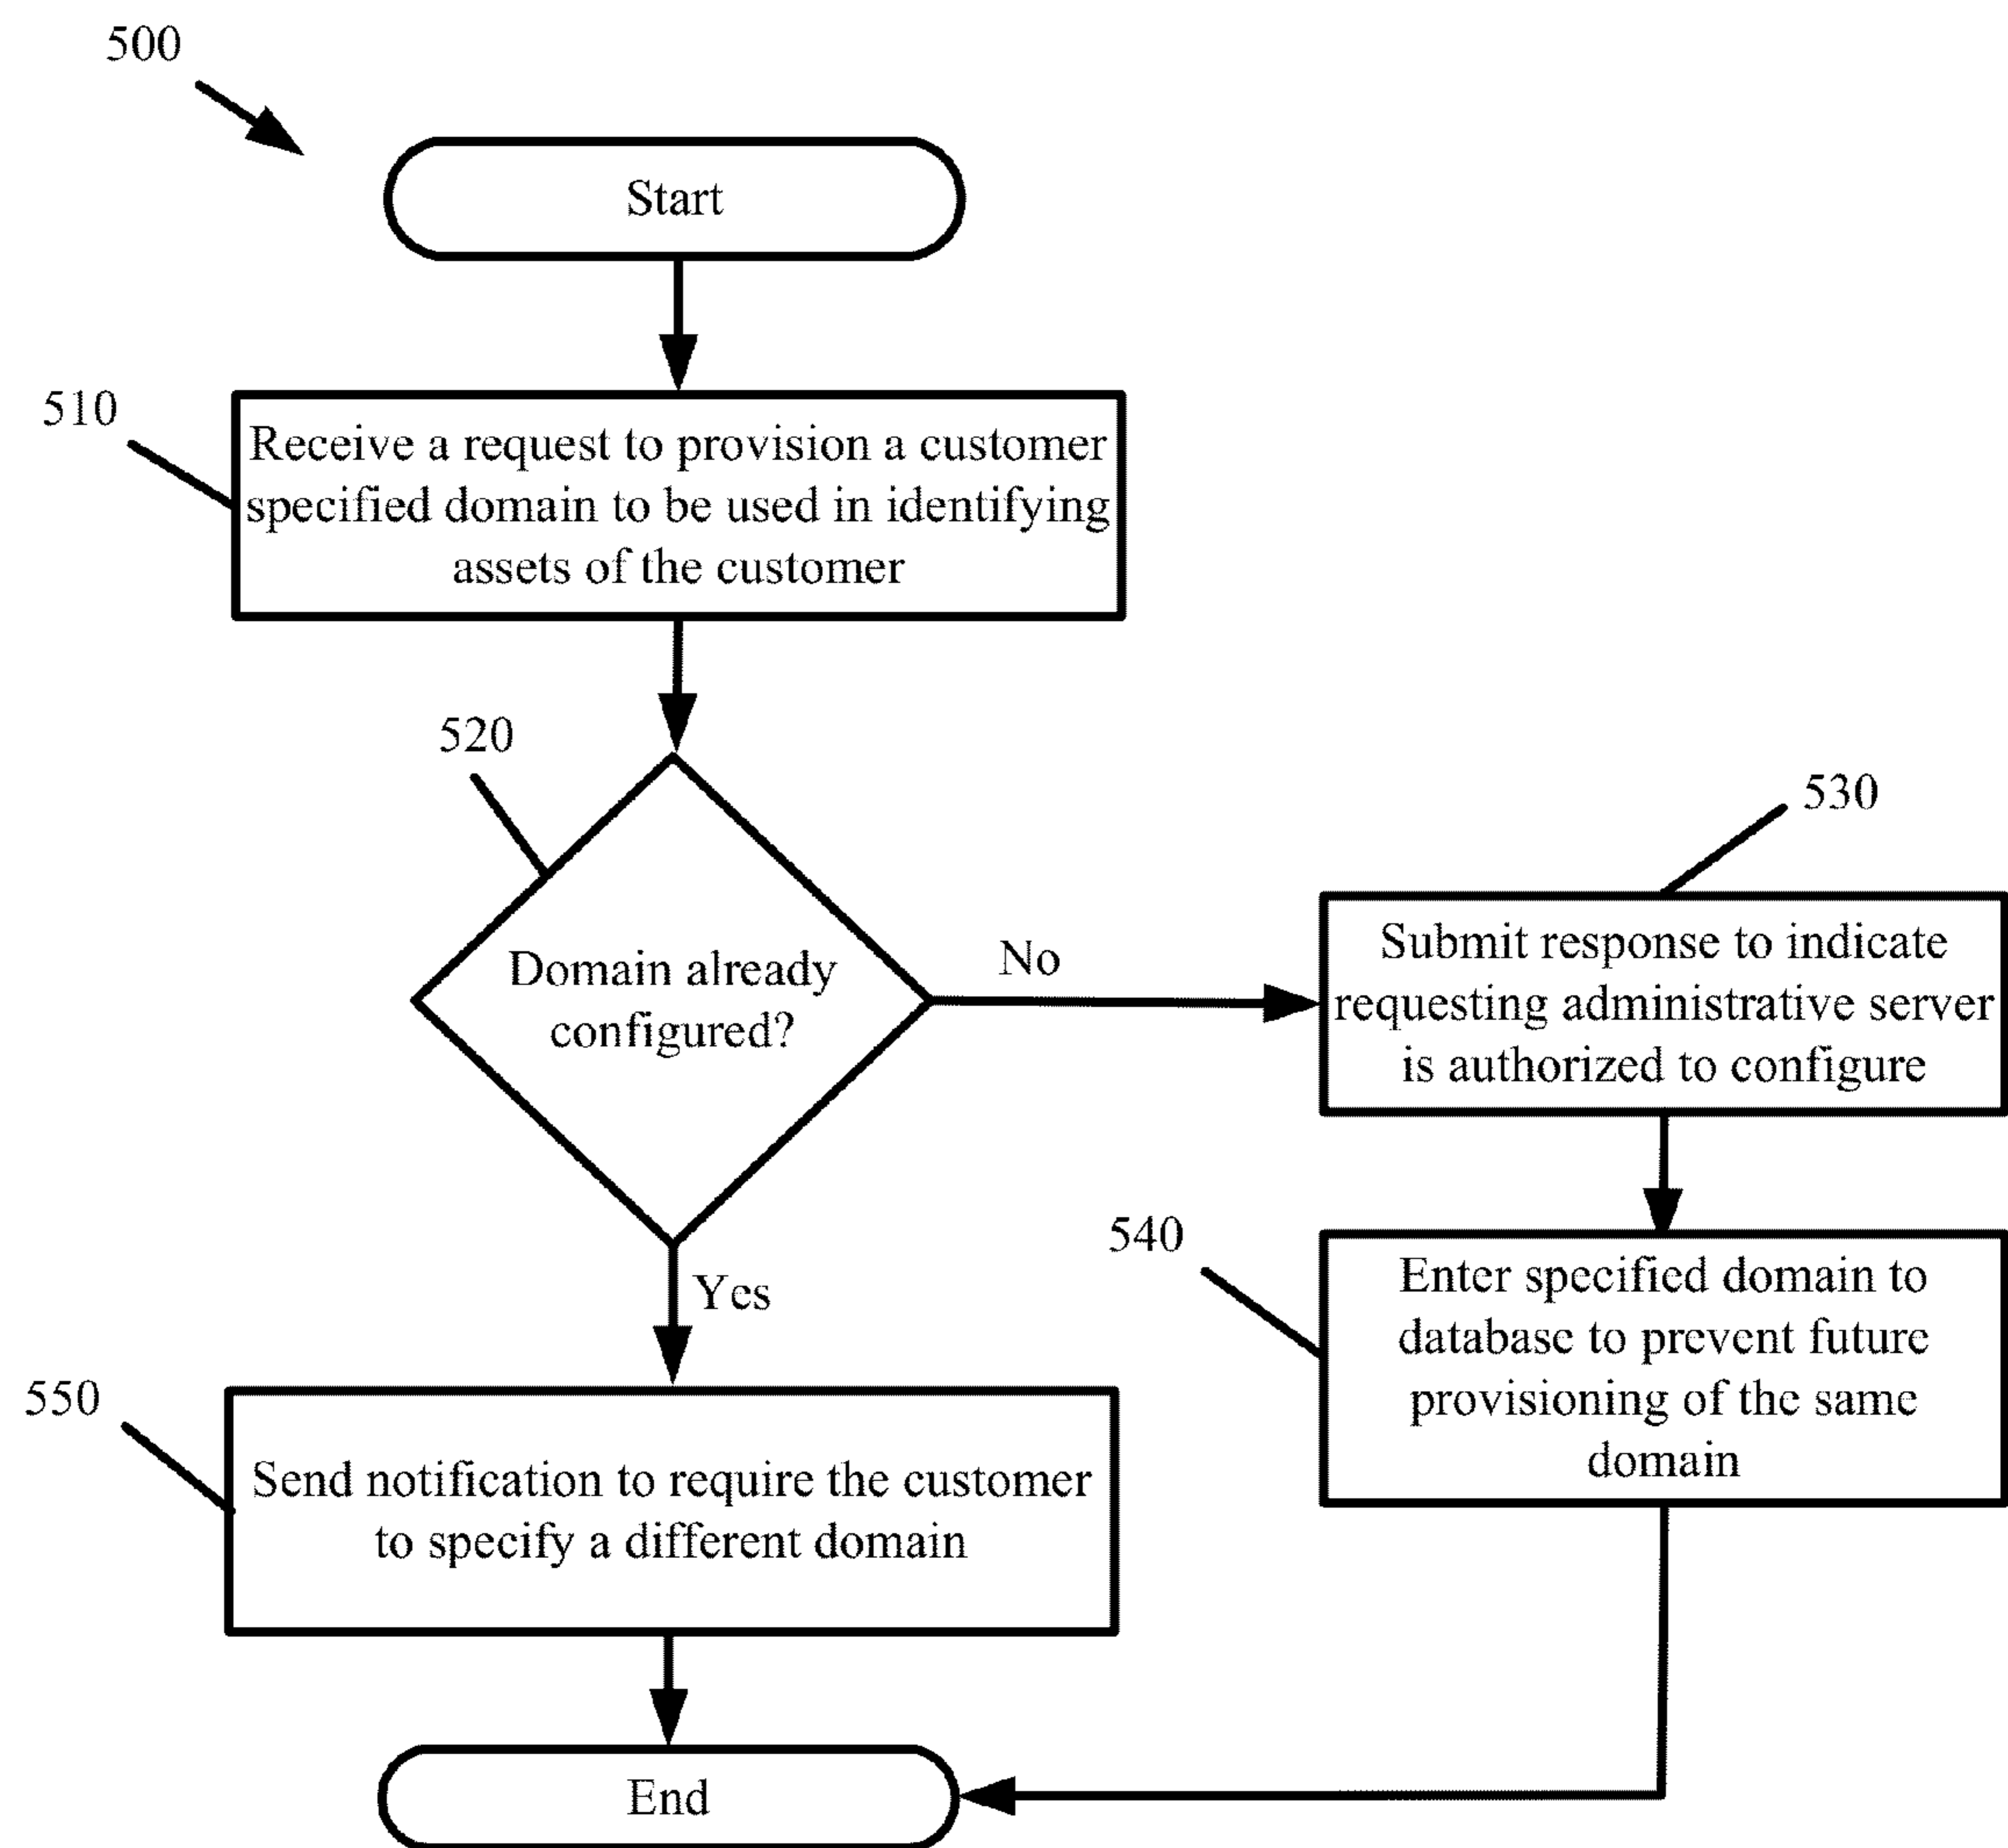 500
Start
510
Receive a request to provision a customer
specified domain to be used in identifying
assets of the customer
520
Domain already
configured?
No
530
Submit response to indicate
requesting administrative server
is authorized to configure
540
Enter specified domain to
database to prevent future
provisioning of the same
domain
Yes
550
Send notification to require the customer
to specify a different domain
End